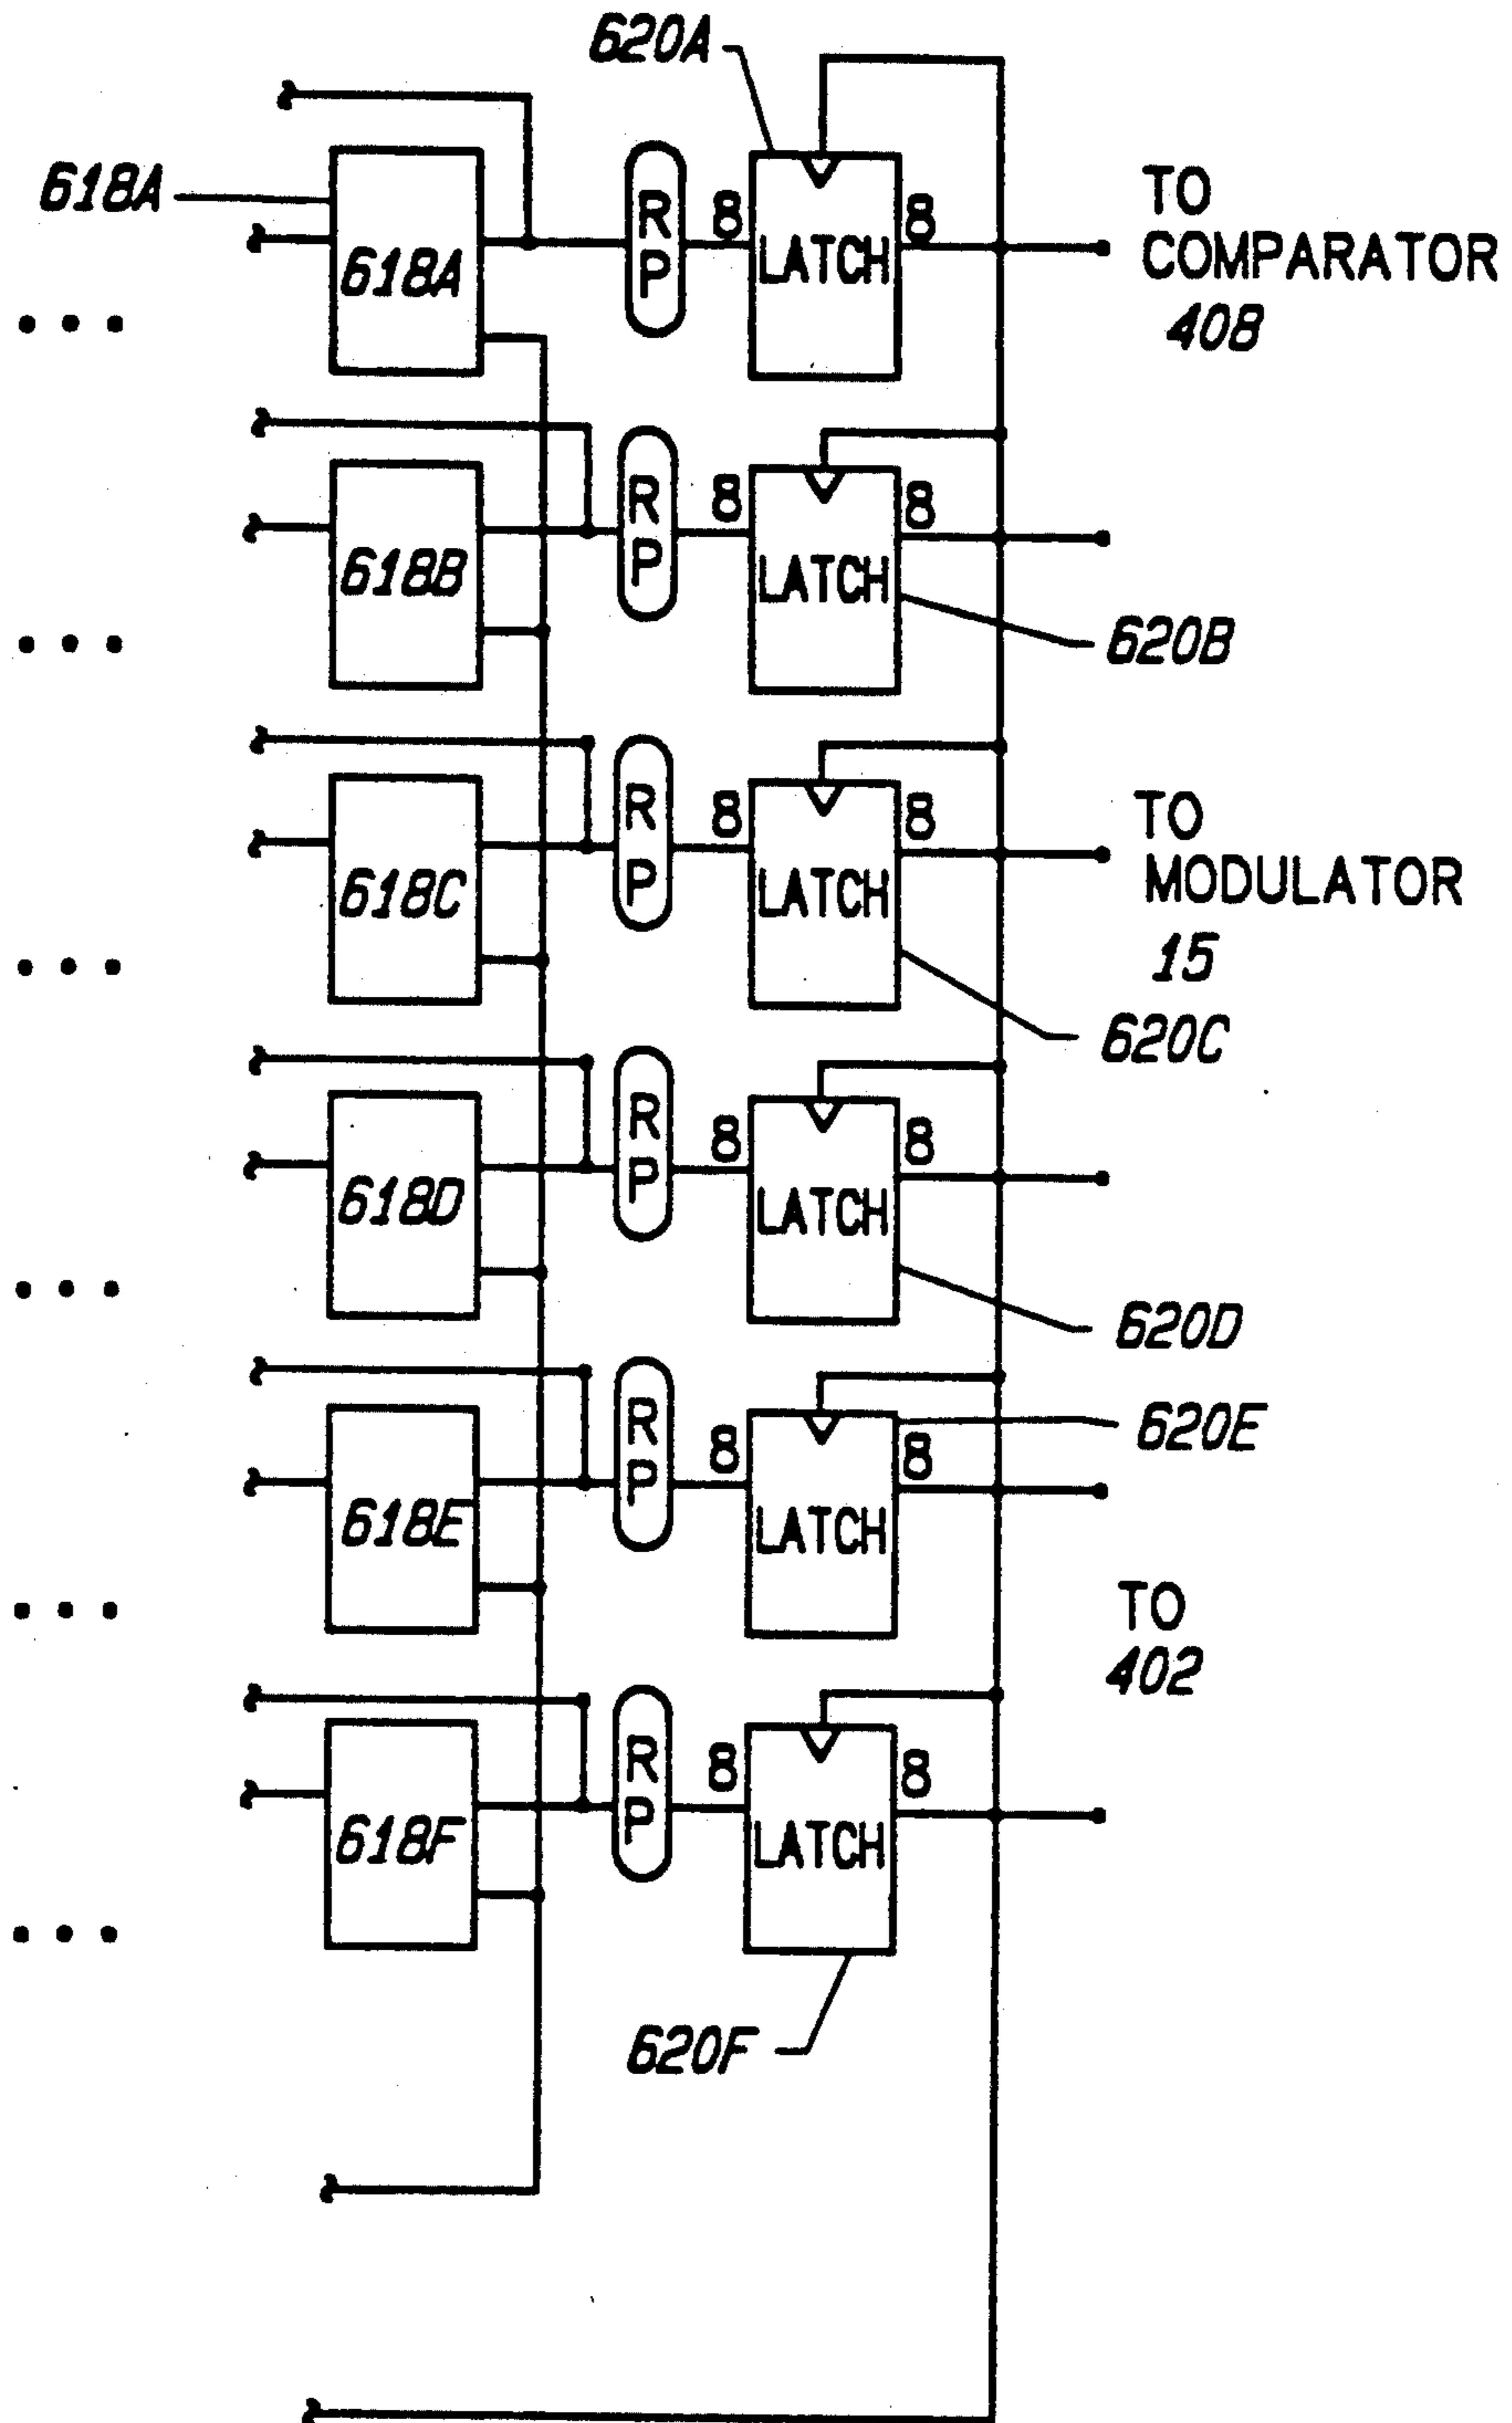 620A
618A
618A
R
P
8
LATCH
8
TO
COMPARATOR
408
• • •
618B
R
P
8
LATCH
8
620B
• • •
618C
R
P
8
LATCH
8
TO
MODULATOR
15
620C
• • •
618D
R
P
8
LATCH
8
620D
• • •
618E
R
P
8
LATCH
8
620E
TO
402
• • •
618F
R
P
8
LATCH
8
620F
• • •